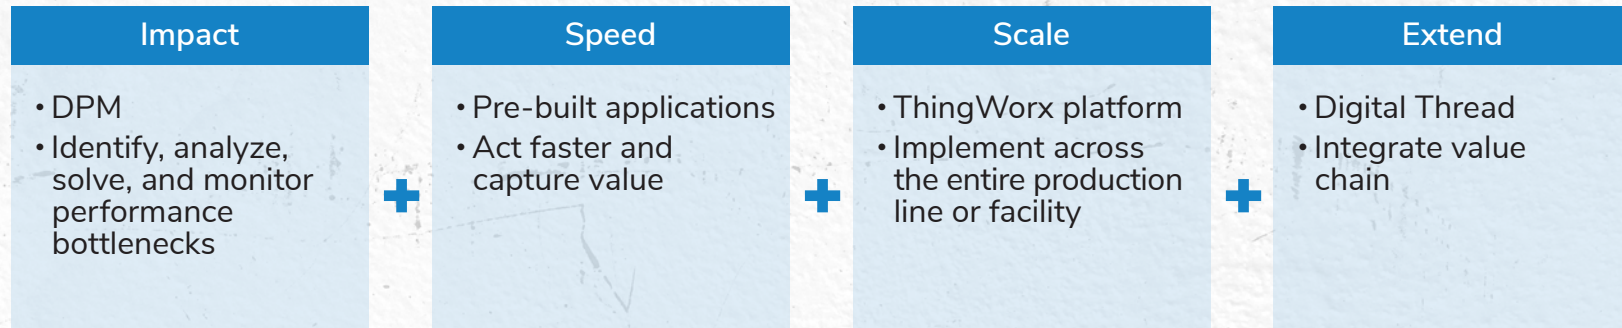 Impact
• DPM
• Identify, analyze,
solve, and monitor
performance
bottlenecks
Speed
• Pre-built applications
• Act faster and
capture value
Scale
• ThingWorx platform
• Implement across
the entire production
line or facility
Extend
• Digital Thread
• Integrate value
chain